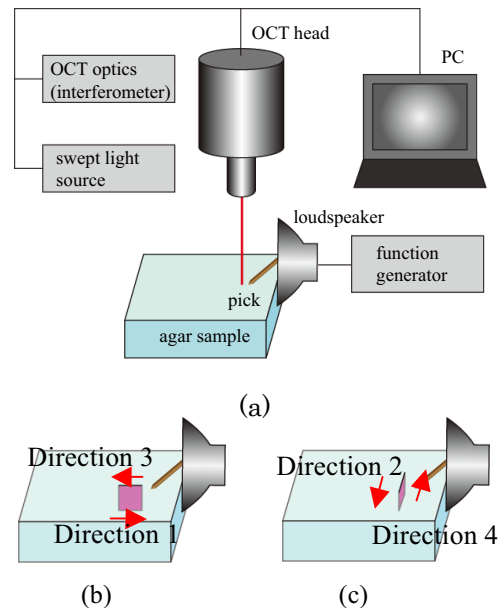 OCT head
OCT optics
(interferometer)
PC
swept light
source
loudspeaker
function
generator
pick
agar sample
(a)
Direction 3
Direction 1
(b)
Direction 2
Direction 4
(c)